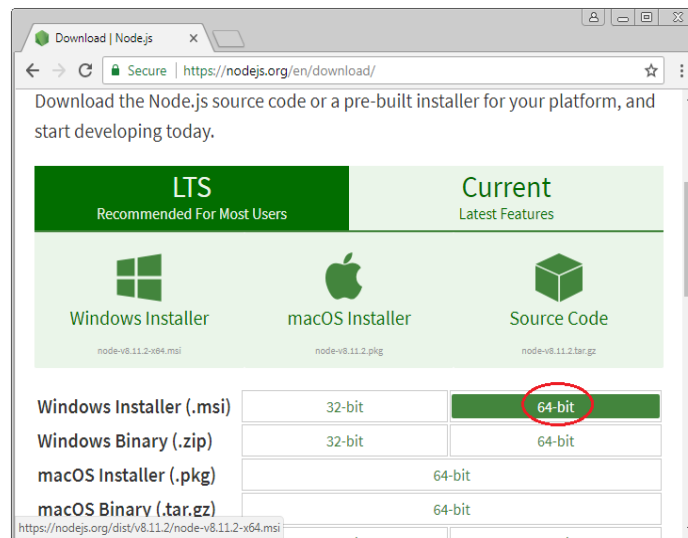 Download | Node.js
Secure | https://nodejs.org/en/download/
Download the Node.js source code or a pre-built installer for your platform, and
start developing today.
LTS
Recommended For Most Users
Current
Latest Features
Windows Installer
node-v8.11.2-x64.msi
macOS Installer
node-v8.11.2.pkg
Source Code
node-v8.11.2.tar.gz
Windows Installer (.msi) 32-bit 64-bit
Windows Binary (.zip) 32-bit 64-bit
macOS Installer (.pkg) 64-bit
macOS Binary (.tar.gz) 64-bit
https://nodejs.org/dist/v8.11.2/node-v8.11.2-x64.msi